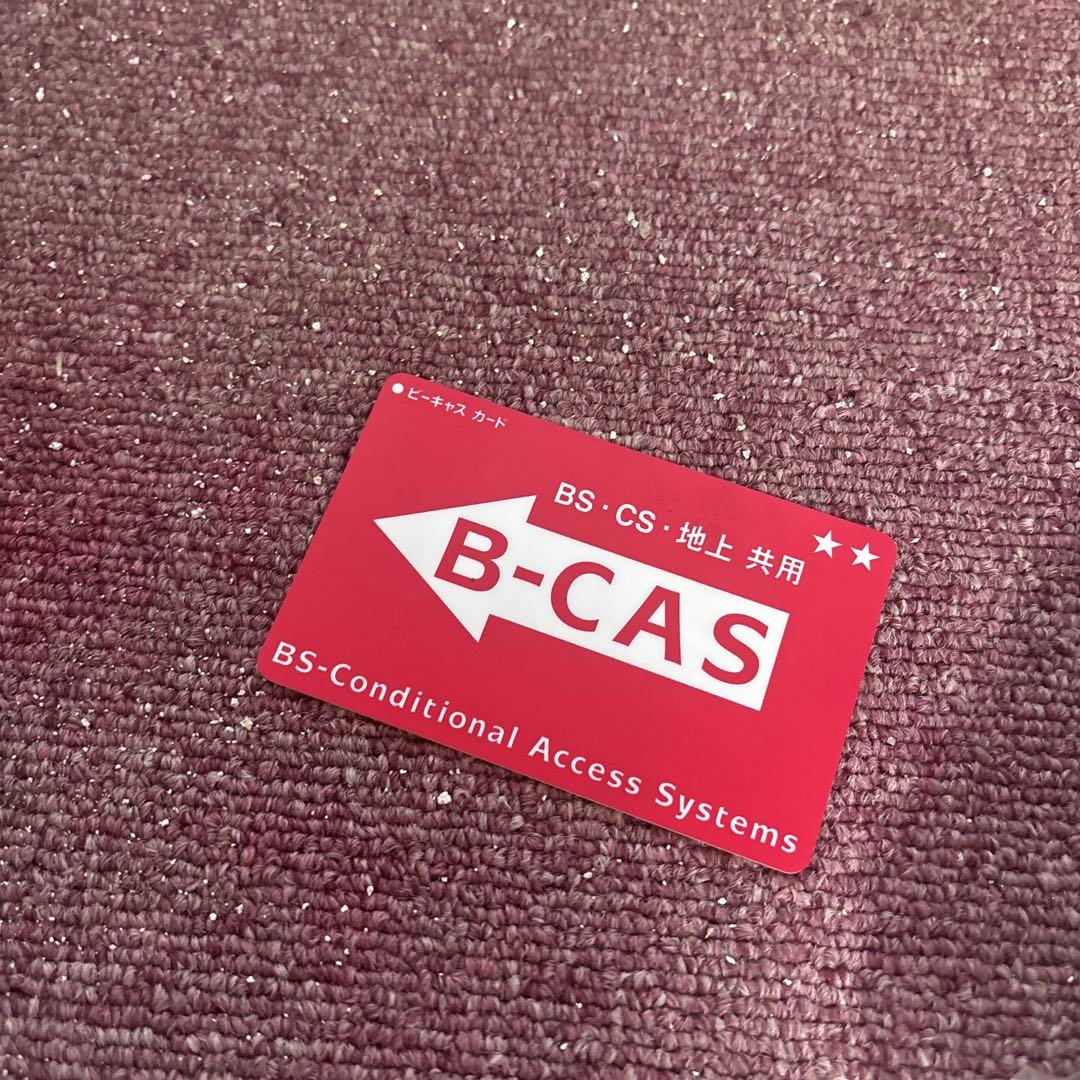 ●ビーキャス カード
BS・CS・地上 共用
★★
B-CAS
BS-Conditional Access Systems